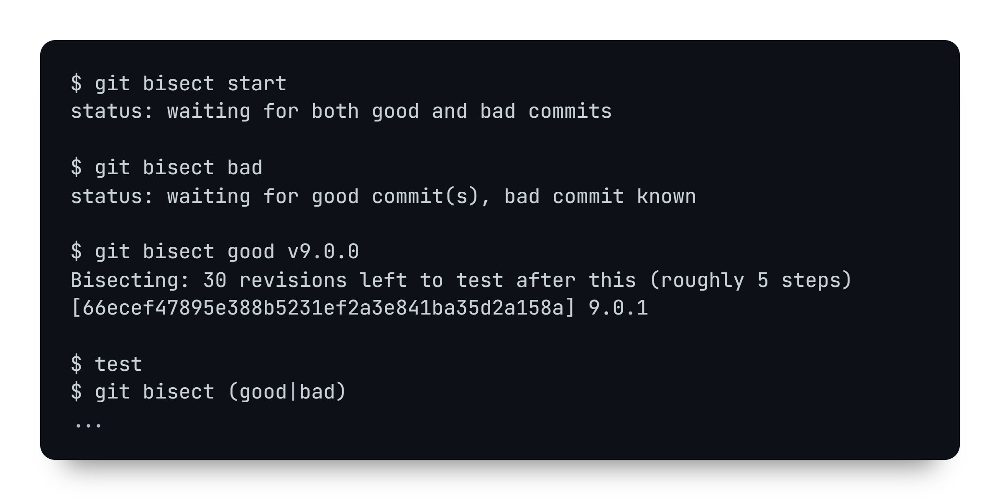 $ git bisect start
status: waiting for both good and bad commits
$ git bisect bad
status: waiting for good commit(s), bad commit known
$ git bisect good v9.0.0
Bisecting: 30 revisions left to test after this (roughly 5 steps)
[66ecef47895e388b5231ef2a3e841ba35d2a158a] 9.0.1
$ test
$ git bisect (good|bad)
...